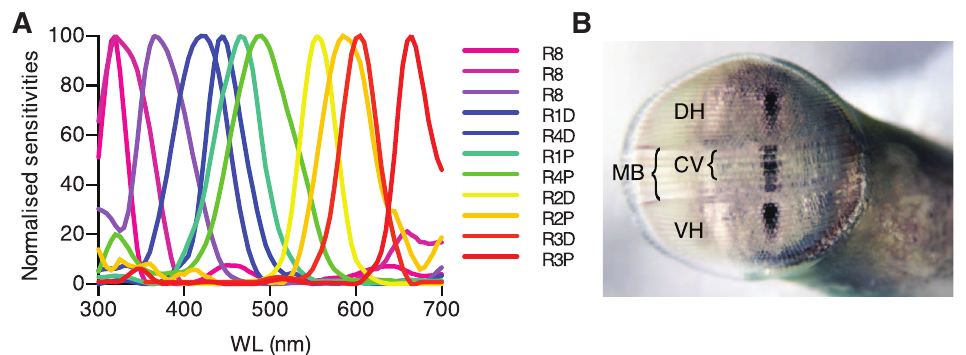 A
Normalised sensitivities
100
80
60
40
20
0
300 400 500 600 700
WL (nm)
R8
R8
R8
R1D
R4D
R1P
R4P
R2D
R2P
R3D
R3P
B
DH
MB
CV
VH